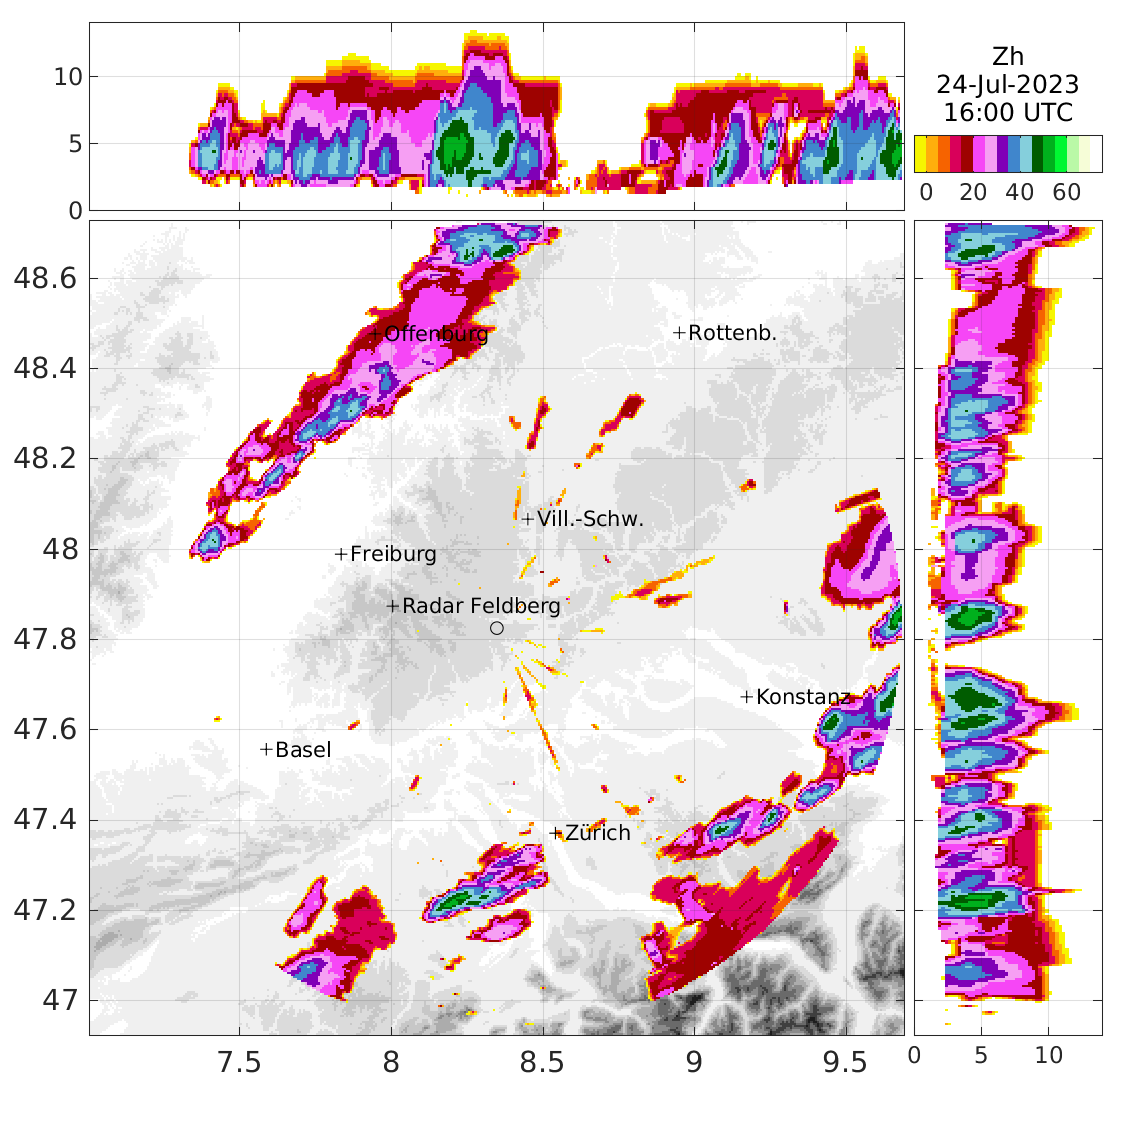 Zh
24-Jul-2023
16:00 UTC
0 20 40 60
10
5
0
48.6
48.4
48.2
48
47.8
47.6
47.4
47.2
47
+Offenburg
+Rottenb.
+Vill.-Schw.
+Freiburg
+Radar Feldberg
+Konstanz
+Basel
+Zürich
7.5 8 8.5 9 9.5
0 5 10